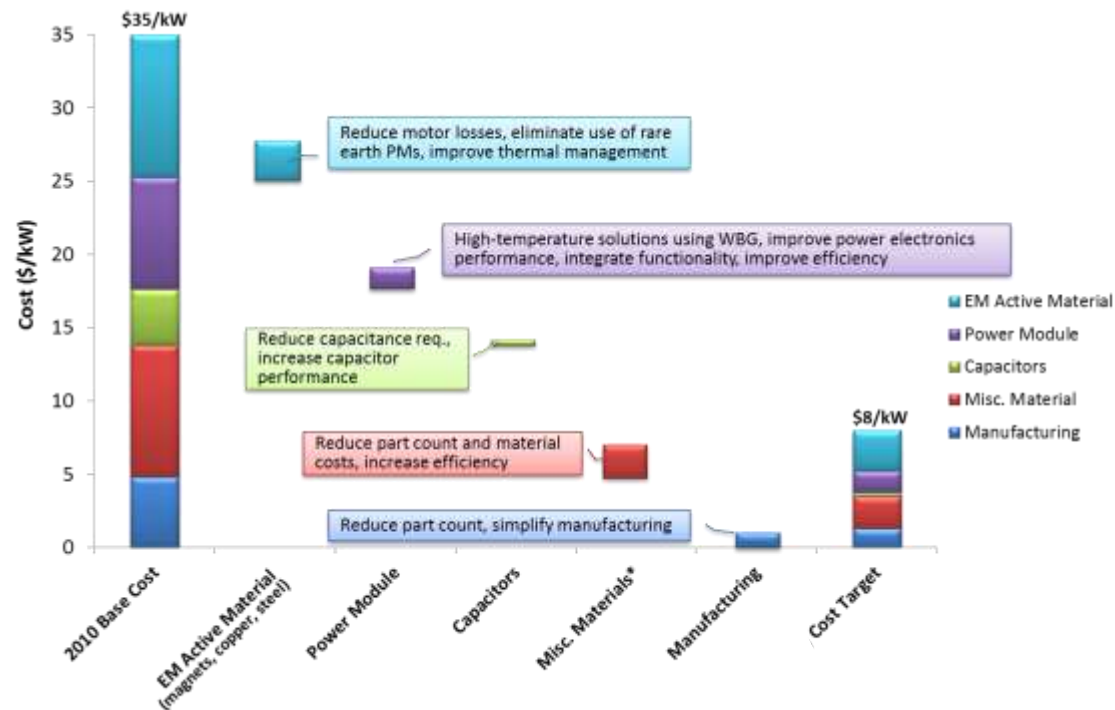 $35/kW
35
30
25
20
15
10
5
0
Cost ($/kW)
Reduce motor losses, eliminate use of rare
earth PMs, improve thermal management
High-temperature solutions using WBG, improve power electronics
performance, integrate functionality, improve efficiency
Reduce capacitance req.,
increase capacitor
performance
Reduce part count and material
costs, increase efficiency
Reduce part count, simplify manufacturing
$8/kW
EM Active Material
Power Module
Capacitors
Misc. Material
Manufacturing
2010 Base Cost
EM Active Material
(magnets, copper, steel)
Power Module
Capacitors
Misc. Materials*
Manufacturing
Cost Target